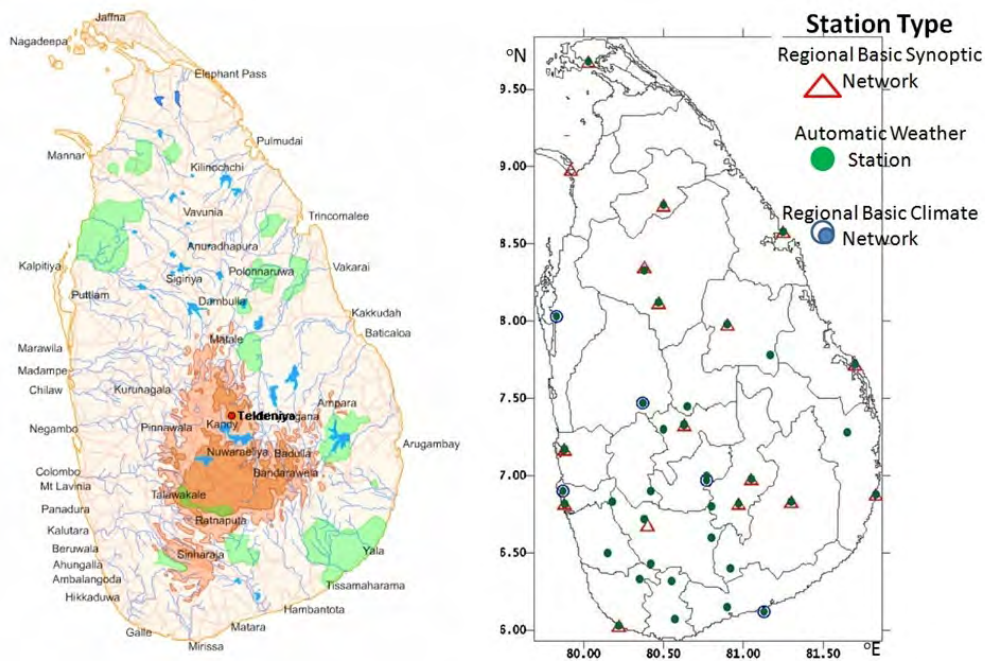 Jaffna
Nagadeepa
Elephant Pass
Pulmudai
Mannar
Kilinochchi
Vavunia
Trincomalee
Anuradhapura
Kalpitiya
Polonnaruwa
Vakarai
Sigiriya
Puttlam
Dambulla
Kakkudah
Baticaloa
Matale
Marawila
Madampe
Chilaw
Kurunagala
Ampara
Teldeniya
Negambo
Pinnawala
Kandy
Arugambay
Nuwaraeliya
Badulla
Colombo
Bandarawela
Mt Lavinia
Talawakale
Panadura
Ratnaputa
Kalutara
Beruwala
Sinharaja
Yala
Ahungalla
Ambalangoda
Tissamaharama
Hikkaduwa
Hambantota
Galle
Matara
Mirissa
Station Type
Regional Basic Synoptic
Network
Automatic Weather
Station
Regional Basic Climate
Network
oN
9.50
9.00
8.50
8.00
7.50
7.00
6.50
5.00
80.00
80.50
81.00
81.50
oE